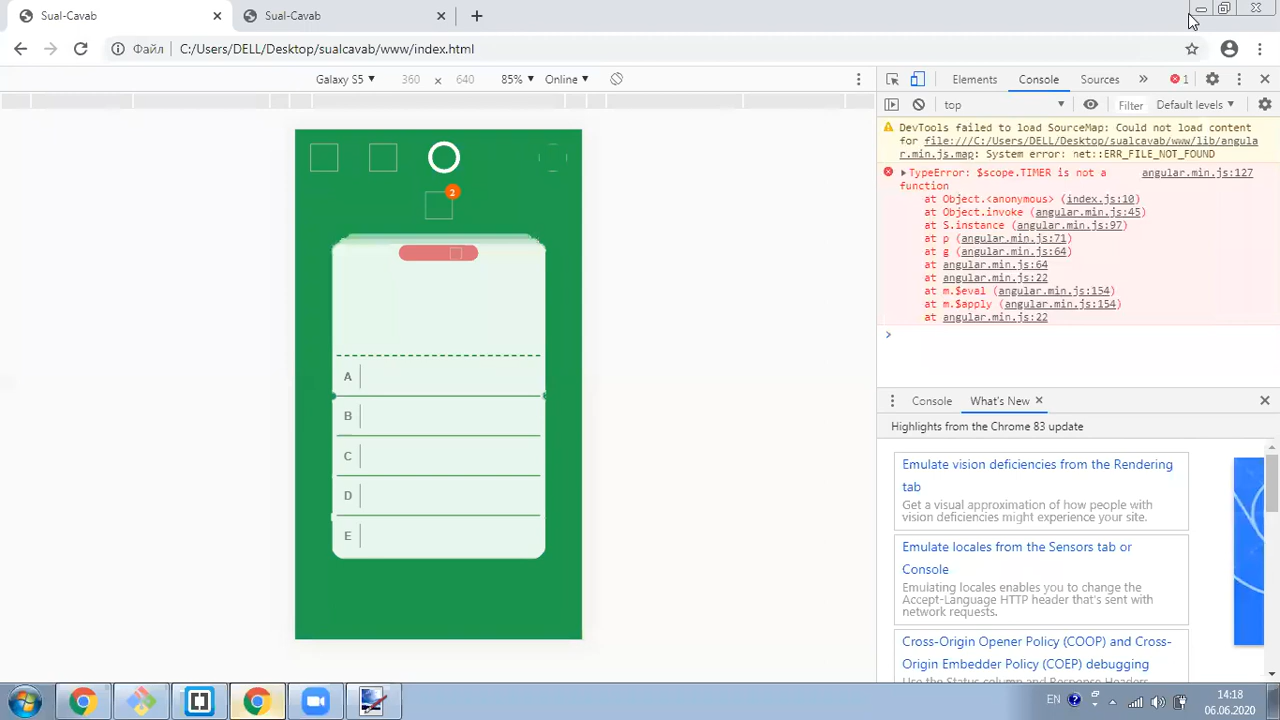 Sual-Cavab
Sual-Cavab
Файл C:/Users/DELL/Desktop/sualcavab/www/index.html
Galaxy S5 360 × 640 85% Online
Elements Console Sources 1
top Filter Default levels
DevTools failed to load SourceMap: Could not load content
for file:///C:/Users/DELL/Desktop/sualcavab/www/lib/angula
r.min.js.map: System error: net::ERR_FILE_NOT_FOUND
TypeError: $scope.TIMER is not a angular.min.js:127
function
at Object.<anonymous> (index.js:10)
at Object.invoke (angular.min.js:45)
at S.instance (angular.min.js:97)
at p (angular.min.js:71)
at g (angular.min.js:64)
at angular.min.js:64
at angular.min.js:22
at m.$eval (angular.min.js:154)
at m.$apply (angular.min.js:154)
at angular.min.js:22
2
A
B
C
D
E
Console What's New
Highlights from the Chrome 83 update
Emulate vision deficiencies from the Rendering
tab
Get a visual approximation of how people with
vision deficiencies might experience your site.
Emulate locales from the Sensors tab or
Console
Emulating locales enables you to change the
Accept-Language HTTP header that's sent with
network requests.
Cross-Origin Opener Policy (COOP) and Cross-
Origin Embedder Policy (COEP) debugging
Use the Status column and Response Headers
EN 14:18
06.06.2020